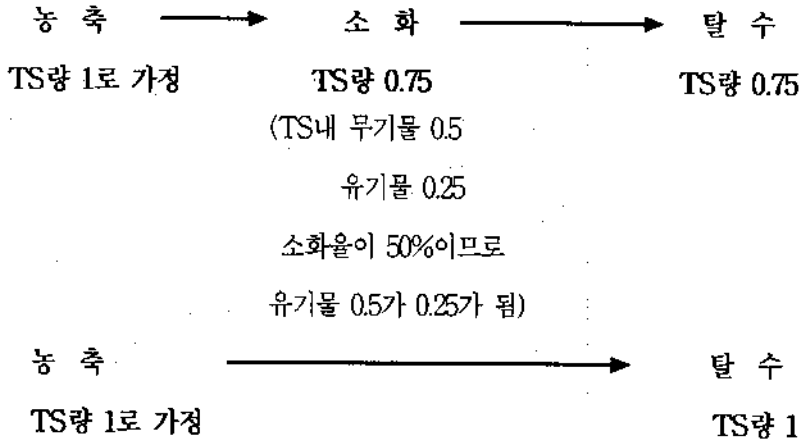 농 축 소 화 탈 수
TS량 1로 가정 TS량 0.75 TS량 0.75
(TS내 무기물 0.5
유기물 0.25
소화율이 50%이므로
유기물 0.5가 0.25가 됨)
농 축 탈 수
TS량 1로 가정 TS량 1